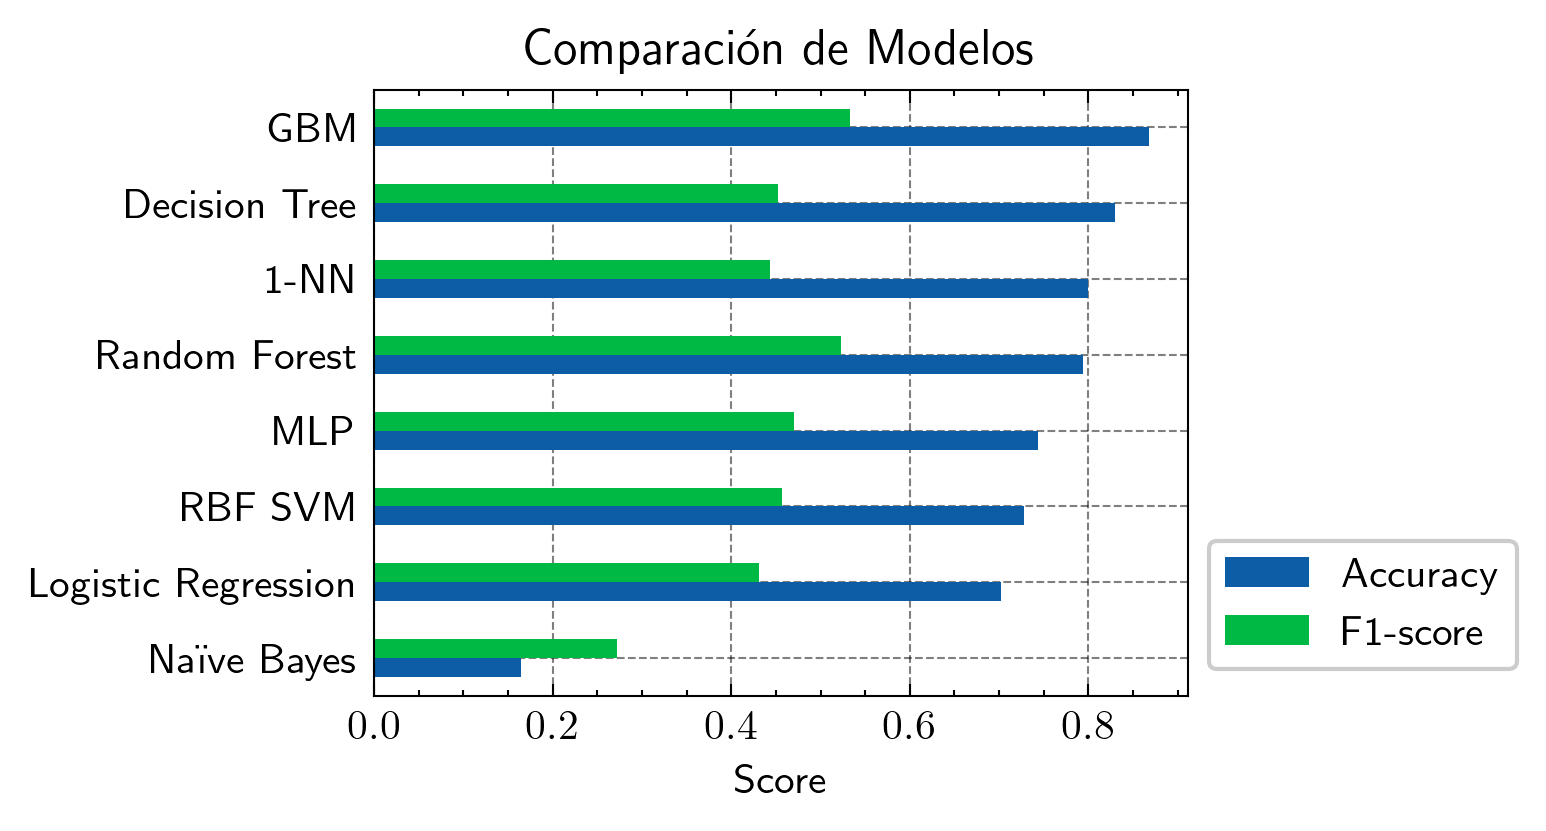 Comparación de Modelos
GBM
Decision Tree
1-NN
Random Forest
MLP
RBF SVM
Logistic Regression
Naïve Bayes
0.0 0.2 0.4 0.6 0.8
Score
Accuracy
F1-score